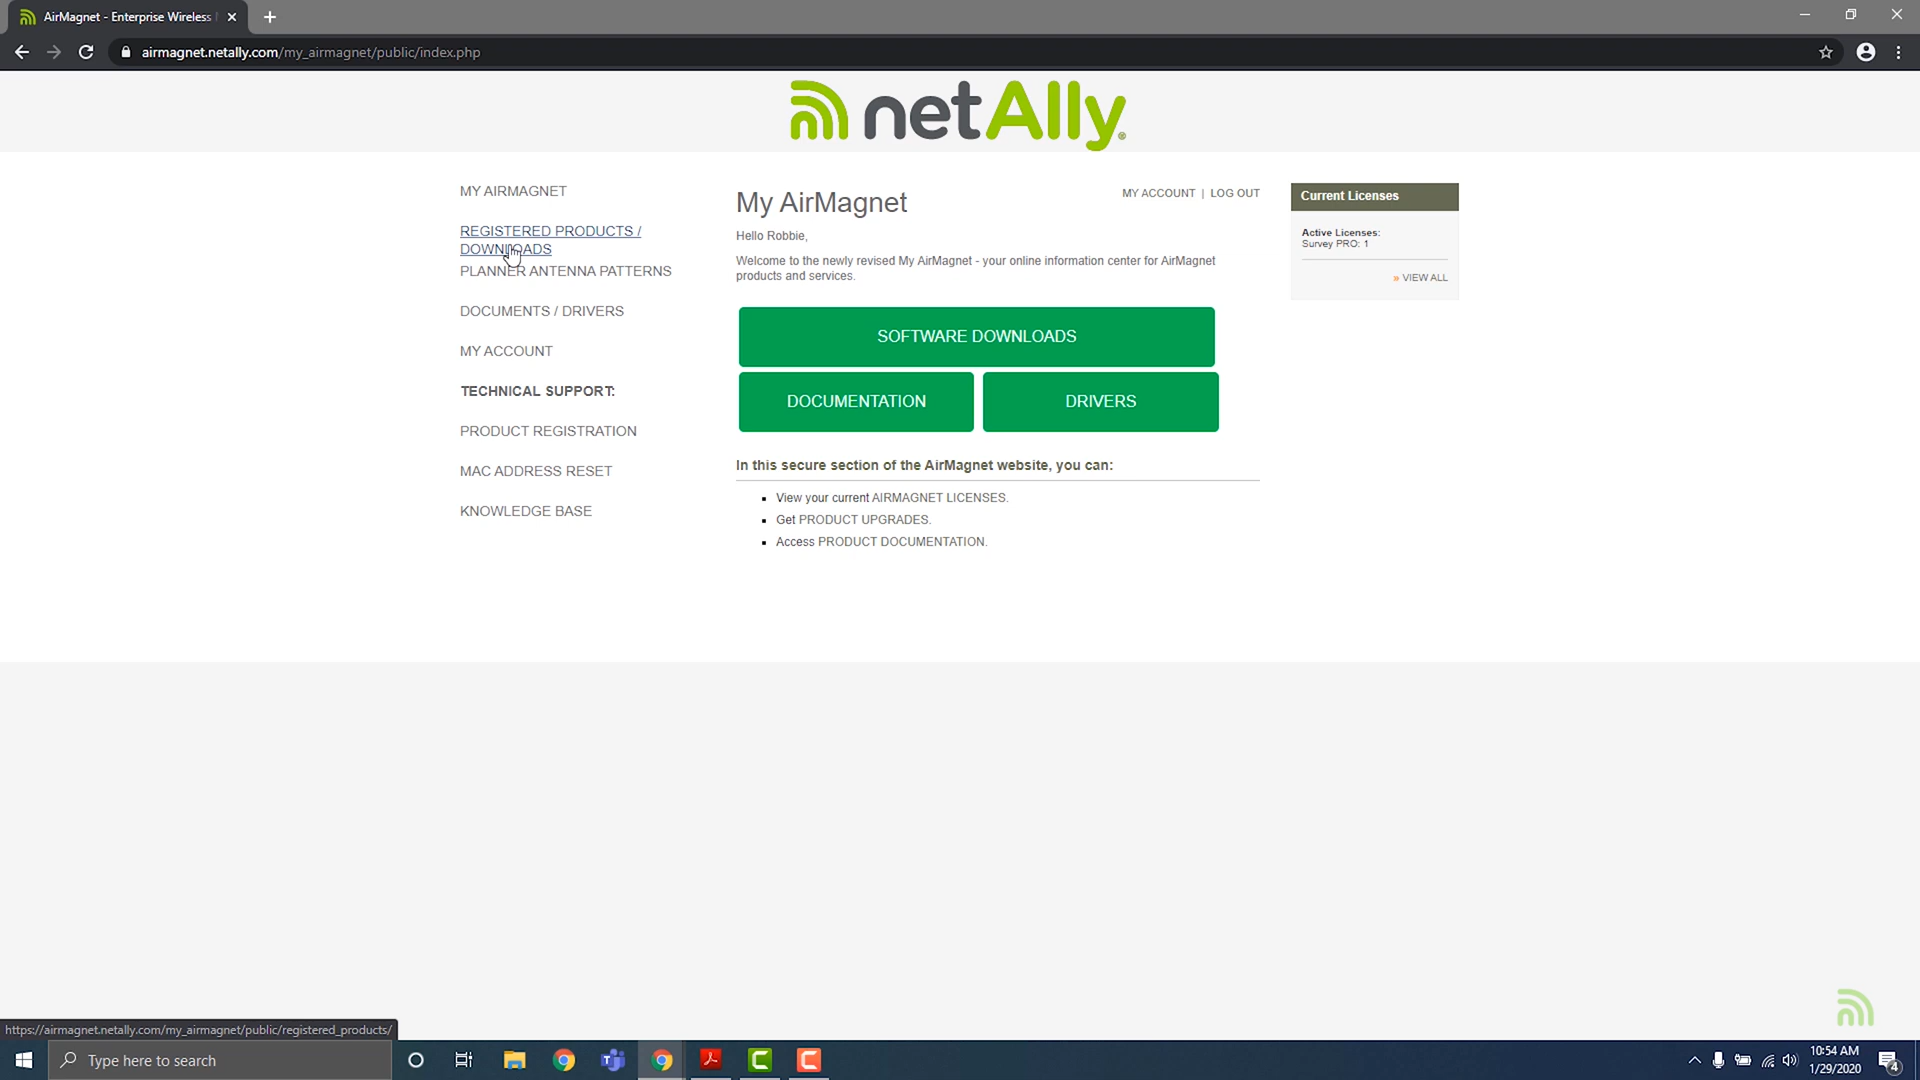 AirMagnet - Enterprise Wireless
airmagnet.netally.com/my_airmagnet/public/index.php
netAlly®
MY AIRMAGNET
REGISTERED PRODUCTS /
DOWNLOADS
PLANNER ANTENNA PATTERNS
DOCUMENTS / DRIVERS
MY ACCOUNT
TECHNICAL SUPPORT:
PRODUCT REGISTRATION
MAC ADDRESS RESET
KNOWLEDGE BASE
My AirMagnet
MY ACCOUNT | LOG OUT
Hello Robbie,
Welcome to the newly revised My AirMagnet - your online information center for AirMagnet
products and services.
SOFTWARE DOWNLOADS
DOCUMENTATION
DRIVERS
In this secure section of the AirMagnet website, you can:
View your current AIRMAGNET LICENSES.
Get PRODUCT UPGRADES.
Access PRODUCT DOCUMENTATION.
Current Licenses
Active Licenses:
Survey PRO: 1
» VIEW ALL
https://airmagnet.netally.com/my_airmagnet/public/registered_products/
Type here to search
10:54 AM
1/29/2020
4